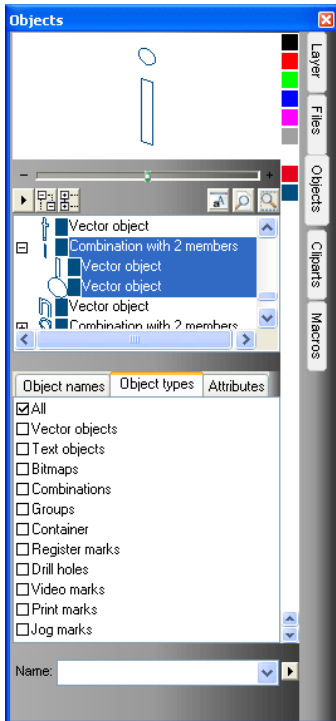 Objects
Layer
Files
Objects
Cliparts
Macros
- +
Vector object
Combination with 2 members
Vector object
Vector object
Vector object
Combination with 2 members
Object names Object types Attributes
All
Vector objects
Text objects
Bitmaps
Combinations
Groups
Container
Register marks
Drill holes
Video marks
Print marks
Jog marks
Name: